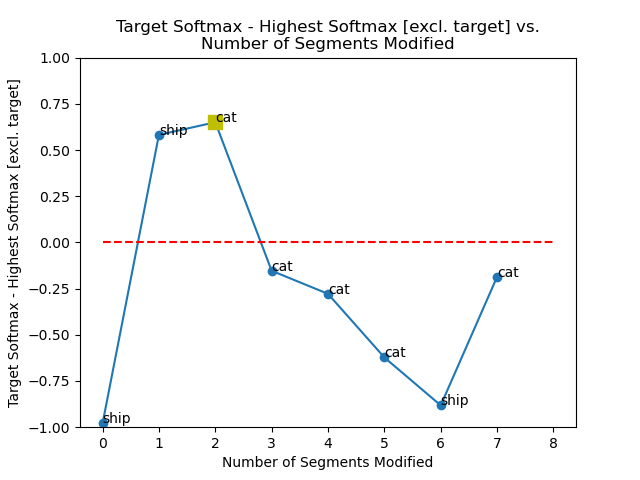 Target Softmax - Highest Softmax [excl. target] vs.
Number of Segments Modified
Target Softmax - Highest Softmax [excl. target]
1.00
0.75
0.50
0.25
0.00
−0.25
−0.50
−0.75
−1.00
ship
ship
cat
cat
cat
cat
ship
cat
0 1 2 3 4 5 6 7 8
Number of Segments Modified